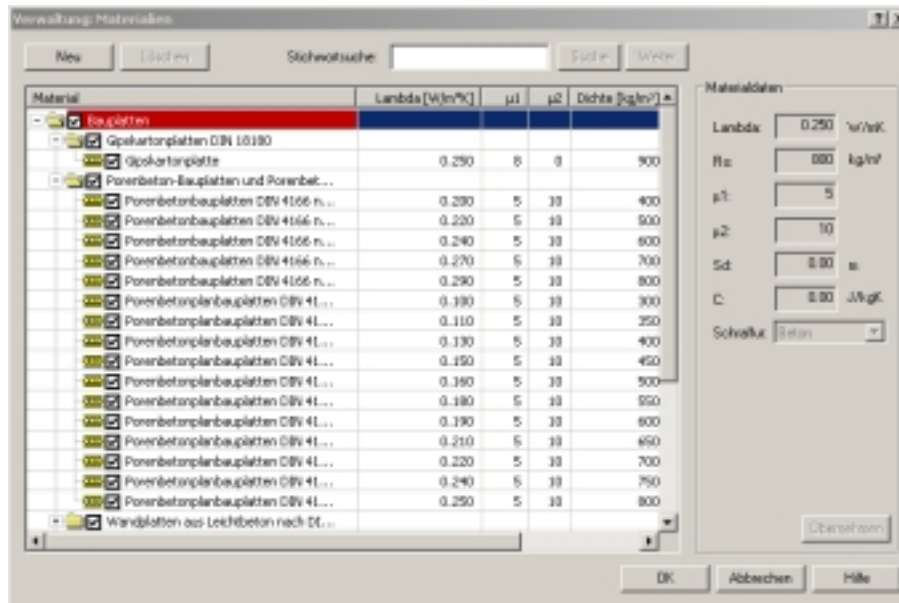 Verwaltung: Materialien
Neu Löschen Stichwortsuche: Suche Weiter
Material Lambda [W/m*K] µ1 µ2 Dichte [kg/m³]
Bauplatten
Gipskartonplatten DIN 18180
Gipskartonplatte 0.250 8 0 900
Porenbeton-Bauplatten und Porenbet...
Porenbetonbauplatten DIN 4166 n... 0.200 5 10 400
Porenbetonbauplatten DIN 4166 n... 0.220 5 10 500
Porenbetonbauplatten DIN 4166 n... 0.240 5 10 600
Porenbetonbauplatten DIN 4166 n... 0.270 5 10 700
Porenbetonbauplatten DIN 4166 n... 0.290 5 10 800
Porenbetonplanbauplatten DIN 41... 0.100 5 10 300
Porenbetonplanbauplatten DIN 41... 0.110 5 10 350
Porenbetonplanbauplatten DIN 41... 0.130 5 10 400
Porenbetonplanbauplatten DIN 41... 0.150 5 10 450
Porenbetonplanbauplatten DIN 41... 0.160 5 10 500
Porenbetonplanbauplatten DIN 41... 0.180 5 10 550
Porenbetonplanbauplatten DIN 41... 0.190 5 10 600
Porenbetonplanbauplatten DIN 41... 0.210 5 10 650
Porenbetonplanbauplatten DIN 41... 0.220 5 10 700
Porenbetonplanbauplatten DIN 41... 0.240 5 10 750
Porenbetonplanbauplatten DIN 41... 0.250 5 10 800
Wandplatten aus Leichtbeton nach DI...
Materialdaten
Lambda: 0.250 W/mK
800 kg/m³
µ1: 5
µ2: 10
Sd: 0.00 m
C: 0.00 J/kgK
Schraffur: Beton
Übernehmen
OK Abbrechen Hilfe